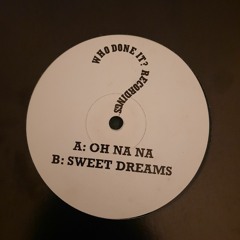 WHO DONE IT? RECORDINGS
A: OH NA NA
B: SWEET DREAMS